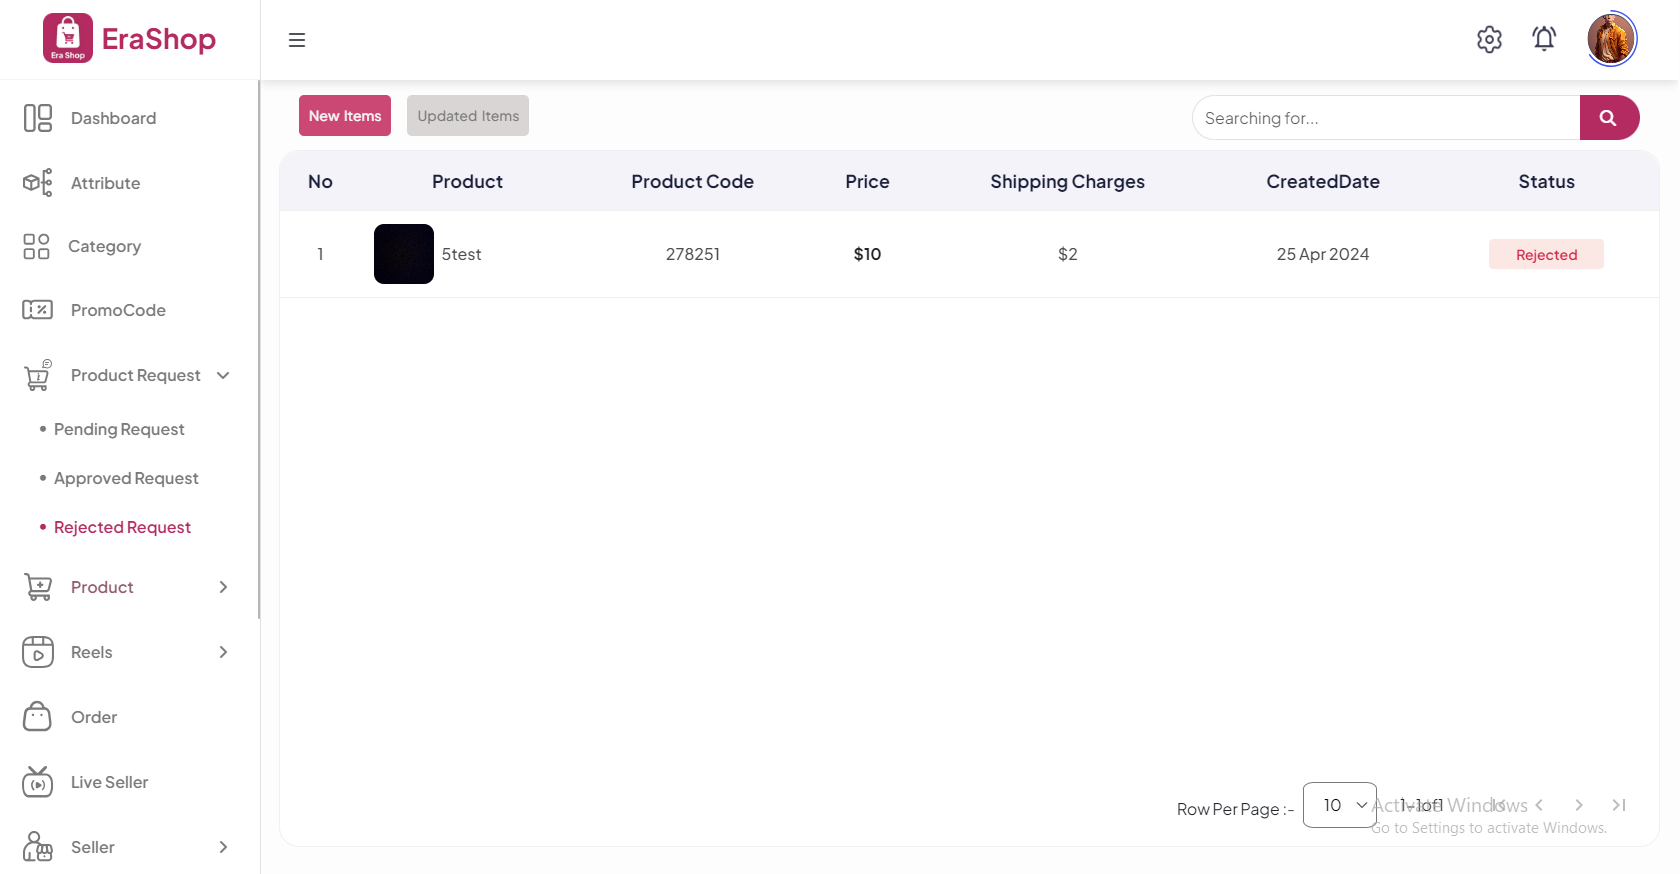 Era Shop
EraShop
Dashboard
Attribute
Category
PromoCode
Product Request
• Pending Request
• Approved Request
• Rejected Request
Product
Reels
Order
Live Seller
Seller
New Items
Updated Items
Searching for...
No Product Product Code Price Shipping Charges CreatedDate Status
1 5test 278251 $10 $2 25 Apr 2024 Rejected
Row Per Page :- 10 1-1of1
Activate Windows
Go to Settings to activate Windows.